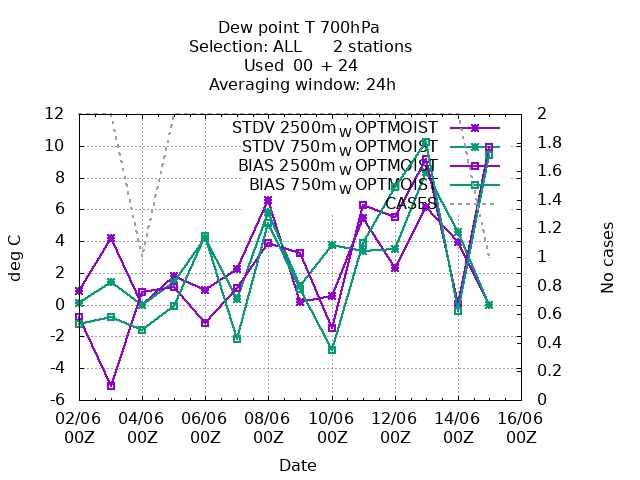 Dew point T 700hPa
Selection: ALL 2 stations
Used 00 + 24
Averaging window: 24h
STDV 2500m W OPTMOIST
STDV 750m W OPTMOIST
BIAS 2500m W OPTMOIST
BIAS 750m W OPTMOIST
CASES
deg C
12
10
8
6
4
2
0
-2
-4
-6
No cases
2
1.8
1.6
1.4
1.2
1
0.8
0.6
0.4
0.2
0
02/06 04/06 06/06 08/06 10/06 12/06 14/06 16/06
00Z 00Z 00Z 00Z 00Z 00Z 00Z 00Z
Date